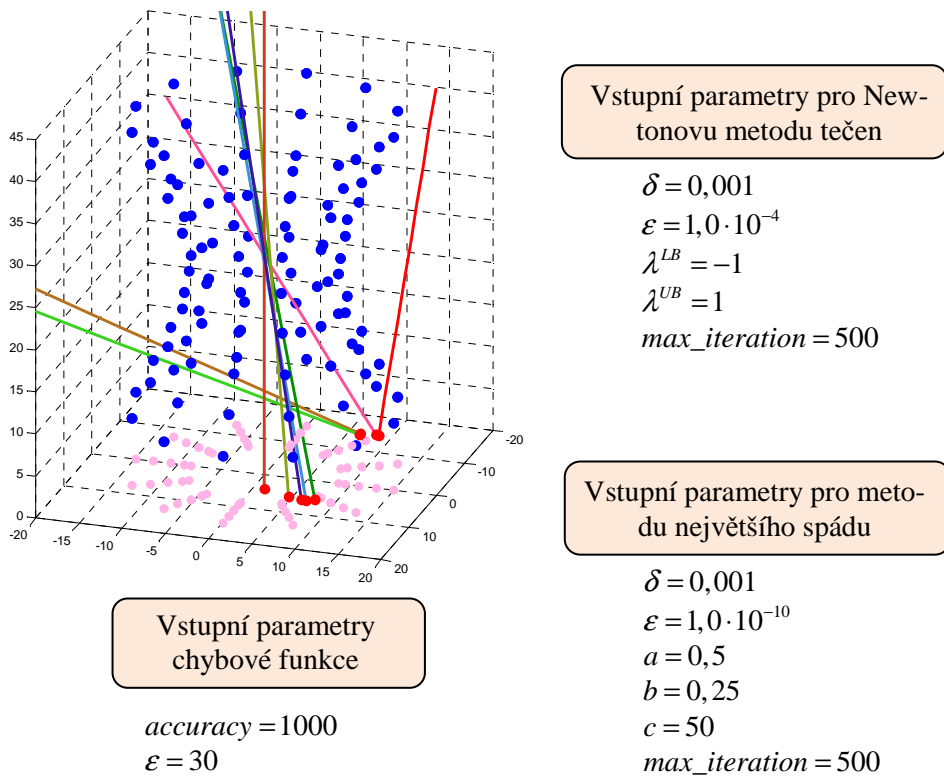 45
40
35
30
25
20
15
10
5
0
-20
-15
-10
-5
0
5
10
15
20
20
10
0
-10
-20
Vstupní parametry pro New-
tonovu metodu tečen
δ = 0,001
ε = 1,0·10⁻⁴
λ^LB = −1
λ^UB = 1
max_iteration = 500
Vstupní parametry pro meto-
du největšího spádu
δ = 0,001
ε = 1,0·10⁻¹⁰
a = 0,5
b = 0,25
c = 50
max_iteration = 500
Vstupní parametry
chybové funkce
accuracy = 1000
ε = 30